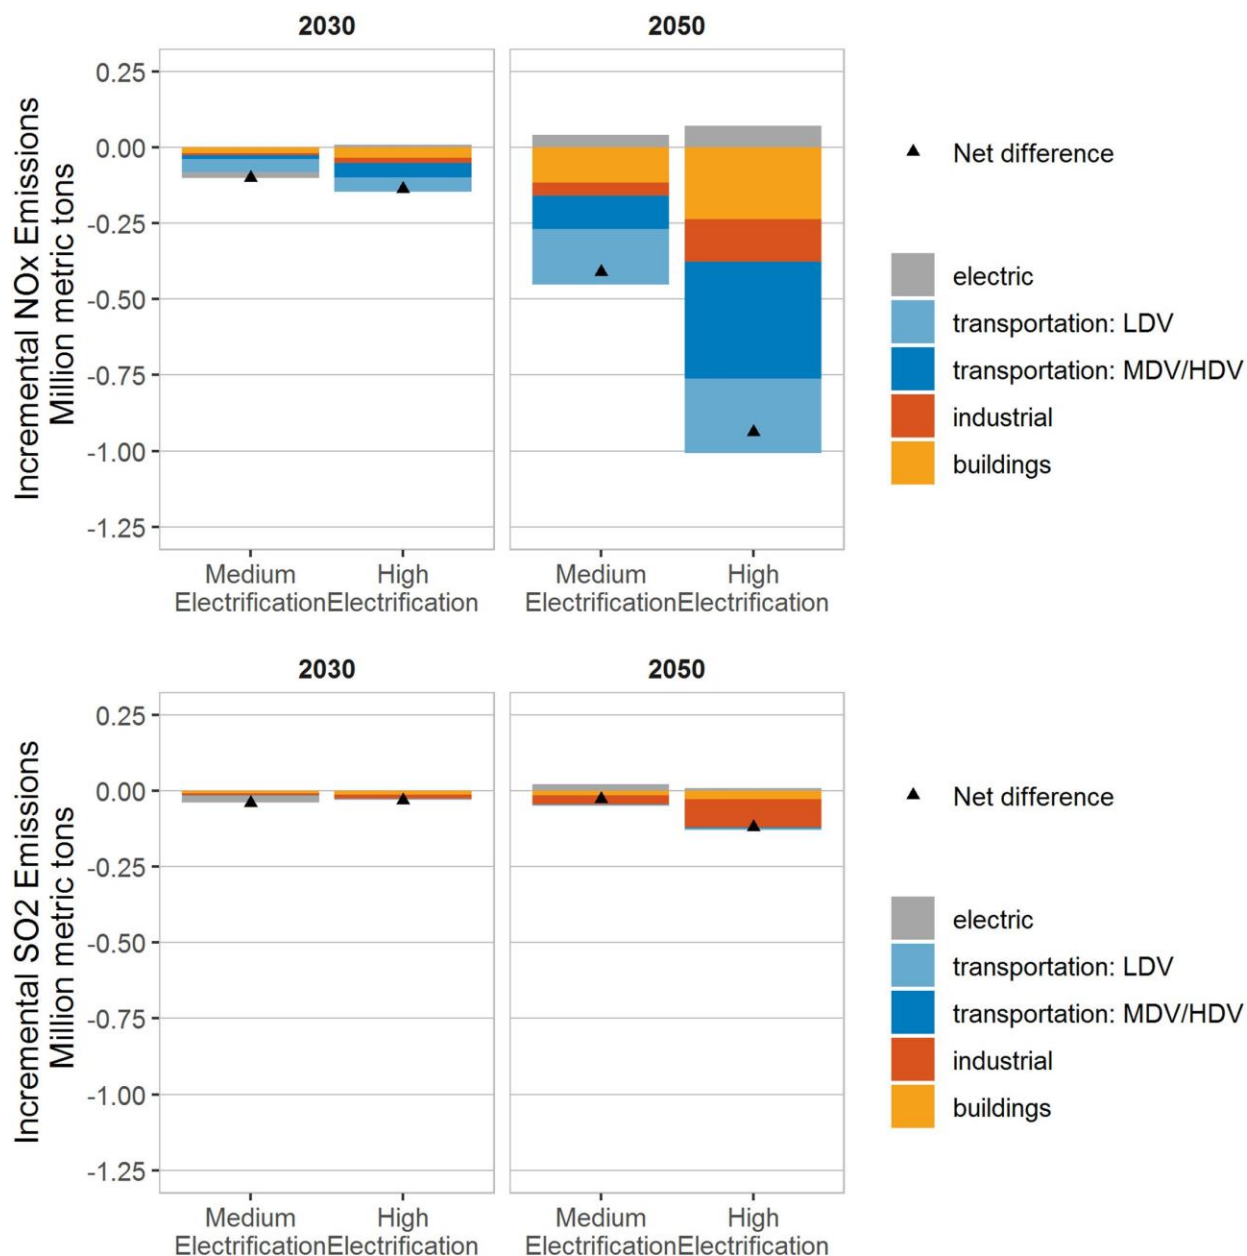 2030
2050
Incremental NOx Emissions
Million metric tons
0.25
0.00
-0.25
-0.50
-0.75
-1.00
-1.25
Medium
Electrification
High
Electrification
Medium
Electrification
High
Electrification
Net difference
electric
transportation: LDV
transportation: MDV/HDV
industrial
buildings
2030
2050
Incremental SO2 Emissions
Million metric tons
0.25
0.00
-0.25
-0.50
-0.75
-1.00
-1.25
Medium
Electrification
High
Electrification
Medium
Electrification
High
Electrification
Net difference
electric
transportation: LDV
transportation: MDV/HDV
industrial
buildings